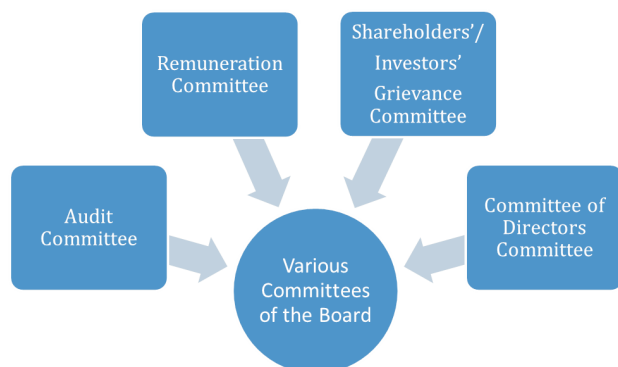 Remuneration
Committee
Shareholders’/
Investors’
Grievance
Committee
Audit
Committee
Committee of
Directors
Committee
Various
Committees
of the Board